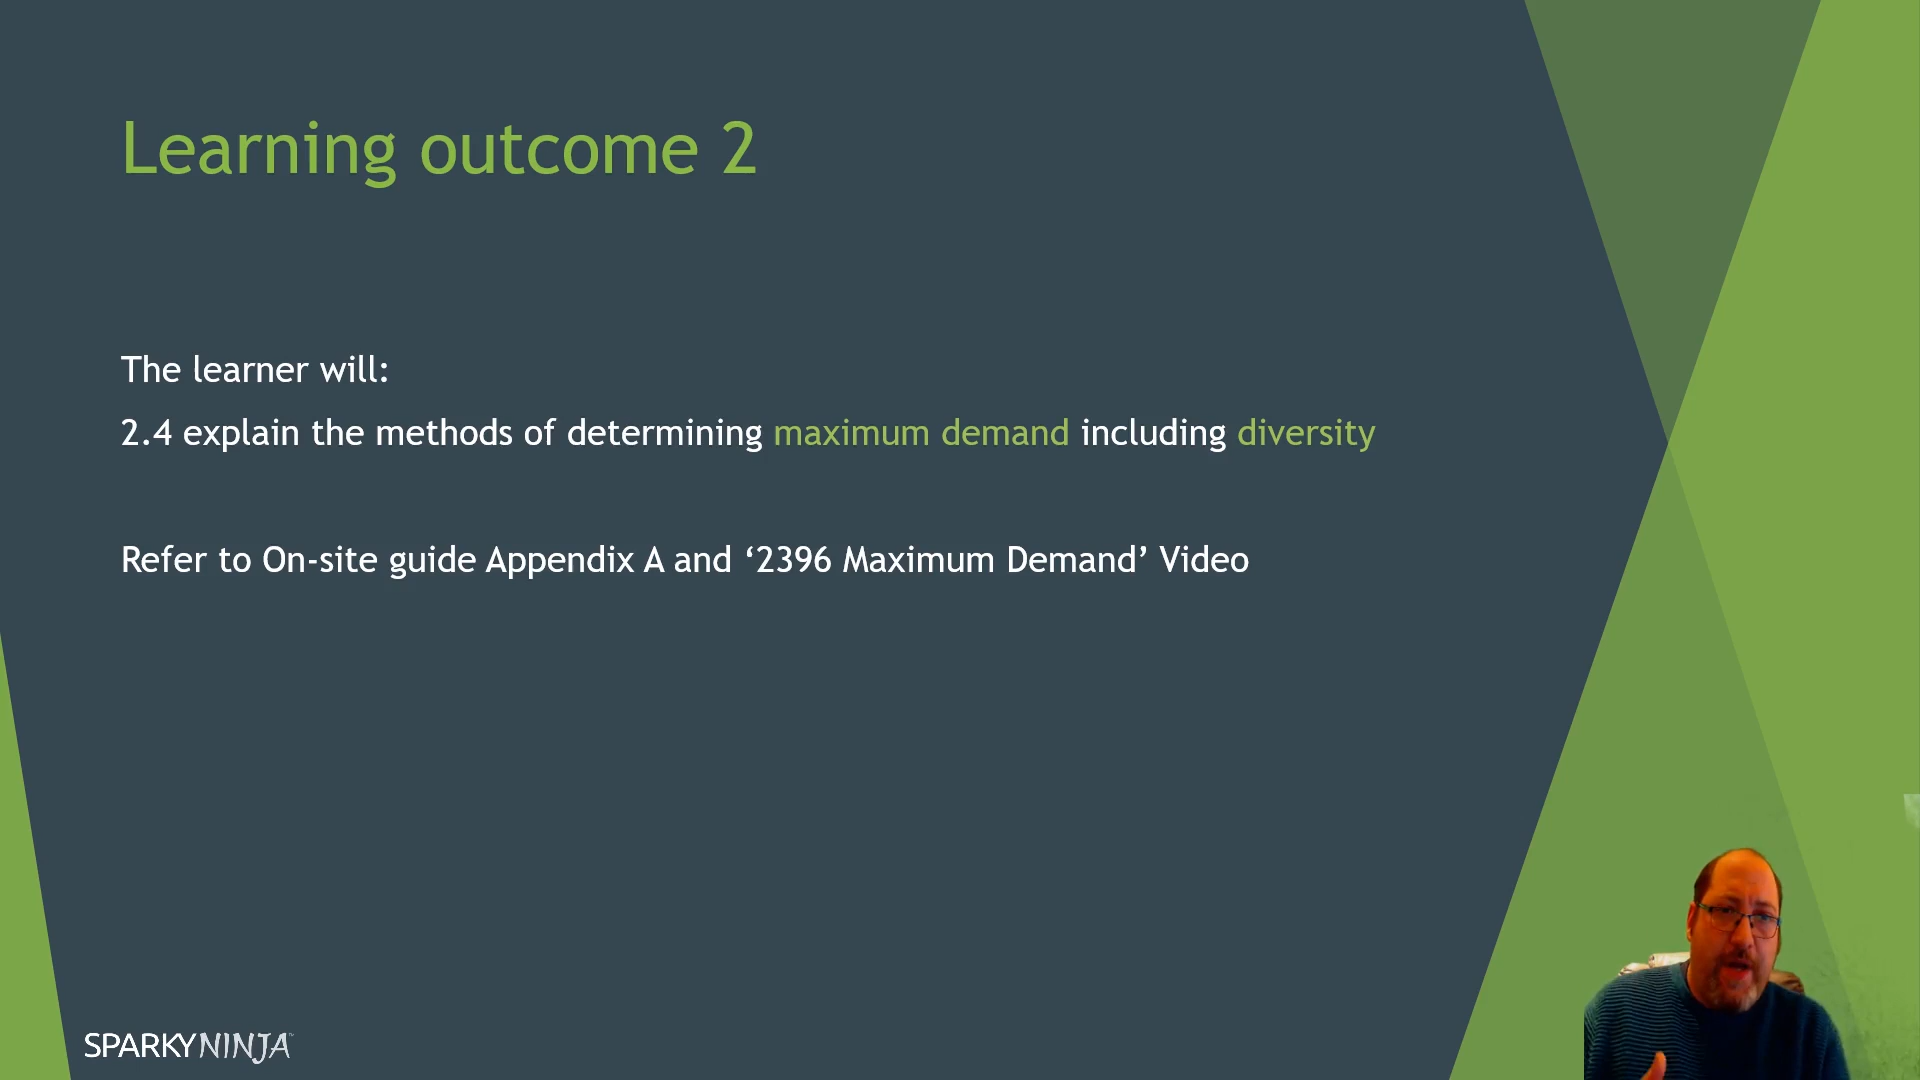 Learning outcome 2
The learner will:
2.4 explain the methods of determining maximum demand including diversity
Refer to On-site guide Appendix A and ‘2396 Maximum Demand’ Video
SPARKYNINJA